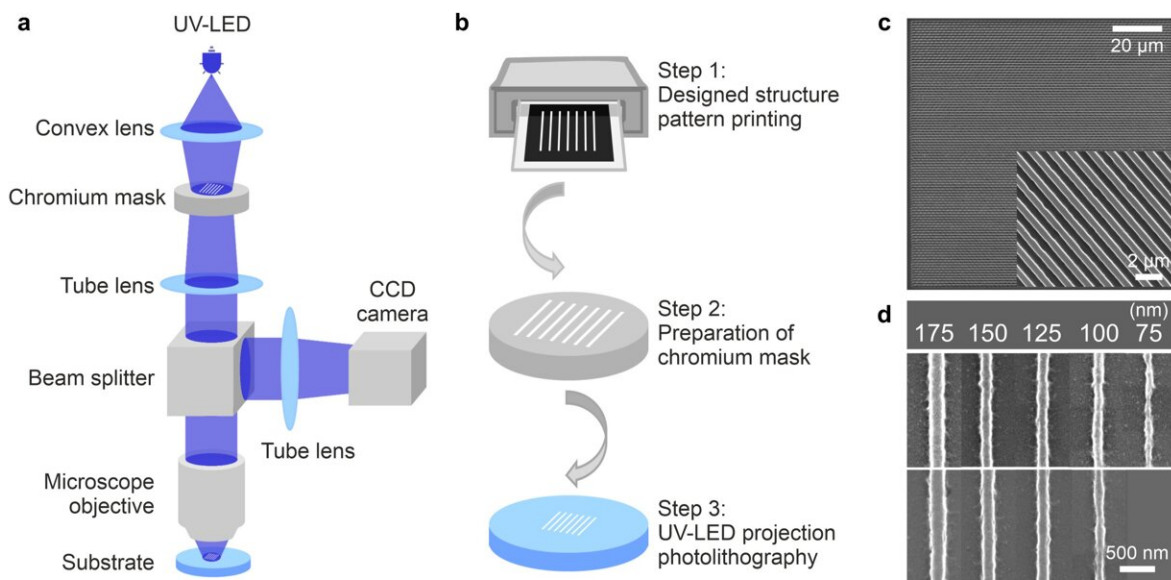 a
UV-LED
Convex lens
Chromium mask
Tube lens
CCD
camera
Beam splitter
Tube lens
Microscope
objective
Substrate
b
Step 1:
Designed structure
pattern printing
Step 2:
Preparation of
chromium mask
Step 3:
UV-LED projection
photolithography
c
20 µm
2 µm
d
(nm)
175 150 125 100 75
500 nm